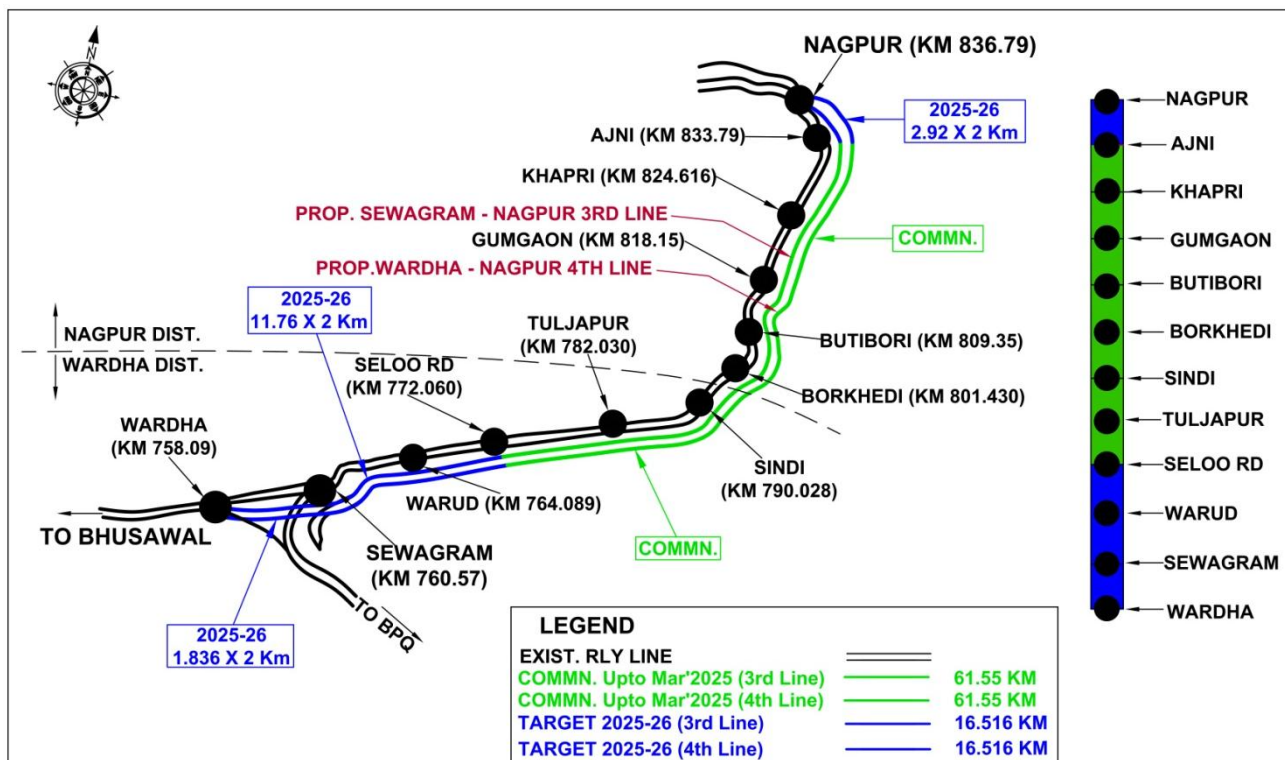 N
NAGPUR (KM 836.79)
2025-26
2.92 X 2 Km
AJNI (KM 833.79)
KHAPRI (KM 824.616)
PROP. SEWAGRAM - NAGPUR 3RD LINE
COMMN.
GUMGAON (KM 818.15)
PROP.WARDHA - NAGPUR 4TH LINE
2025-26
11.76 X 2 Km
NAGPUR DIST.
WARDHA DIST.
TULJAPUR
(KM 782.030)
BUTIBORI (KM 809.35)
SELOO RD
(KM 772.060)
BORKHEDI (KM 801.430)
WARDHA
(KM 758.09)
SINDI
(KM 790.028)
WARUD (KM 764.089)
TO BHUSAWAL
COMMN.
SEWAGRAM
(KM 760.57)
TO BPQ
2025-26
1.836 X 2 Km
LEGEND
EXIST. RLY LINE
COMMN. Upto Mar'2025 (3rd Line) 61.55 KM
COMMN. Upto Mar'2025 (4th Line) 61.55 KM
TARGET 2025-26 (3rd Line) 16.516 KM
TARGET 2025-26 (4th Line) 16.516 KM
NAGPUR
AJNI
KHAPRI
GUMGAON
BUTIBORI
BORKHEDI
SINDI
TULJAPUR
SELOO RD
WARUD
SEWAGRAM
WARDHA